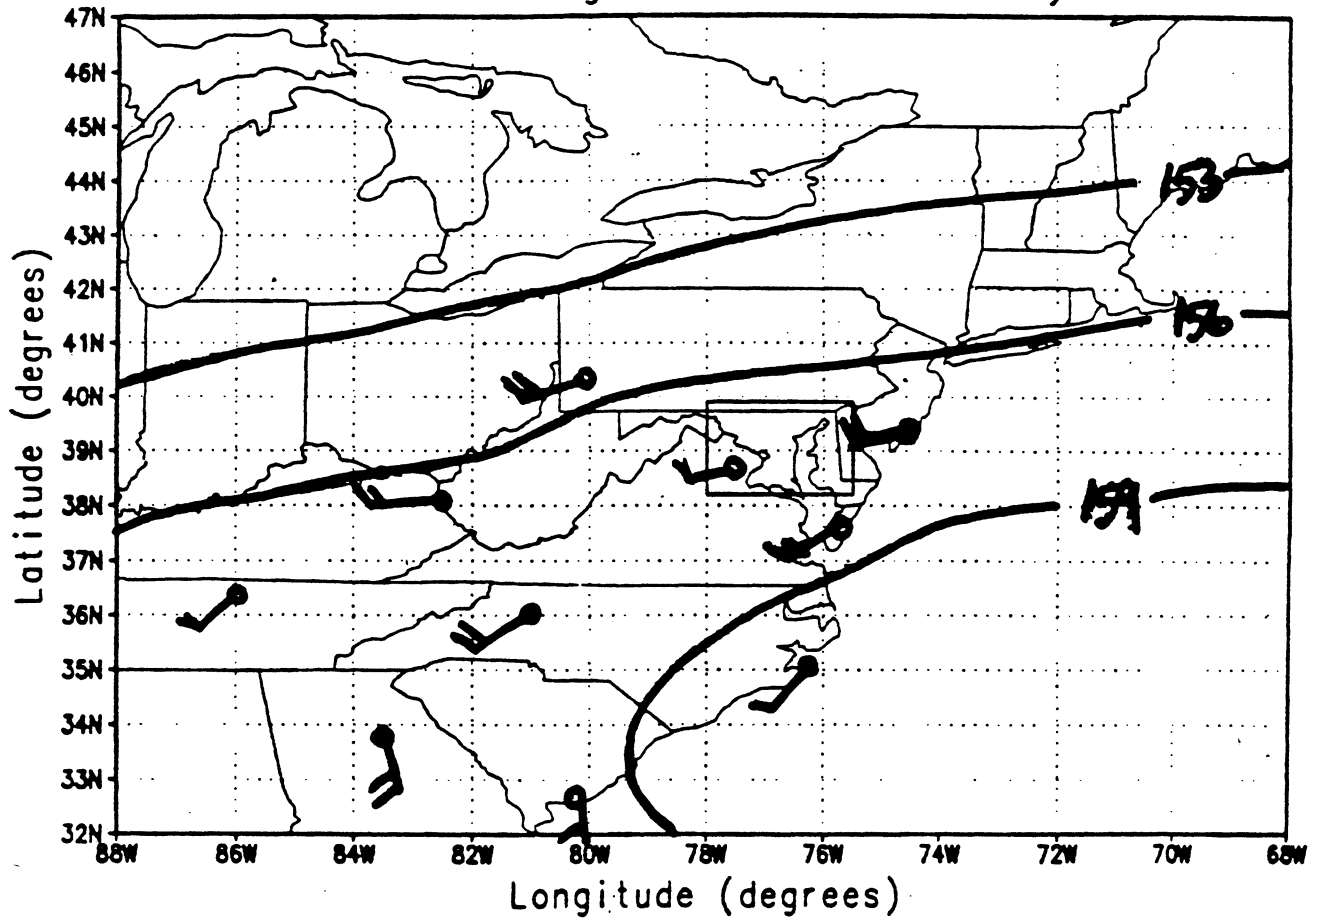 47N
46N
45N
44N
153
43N
42N
156
41N
40N
39N
38N
159
37N
36N
35N
34N
33N
32N
88W 86W 84W 82W 80W 78W 76W 74W 72W 70W 68W
Latitude (degrees)
Longitude (degrees)